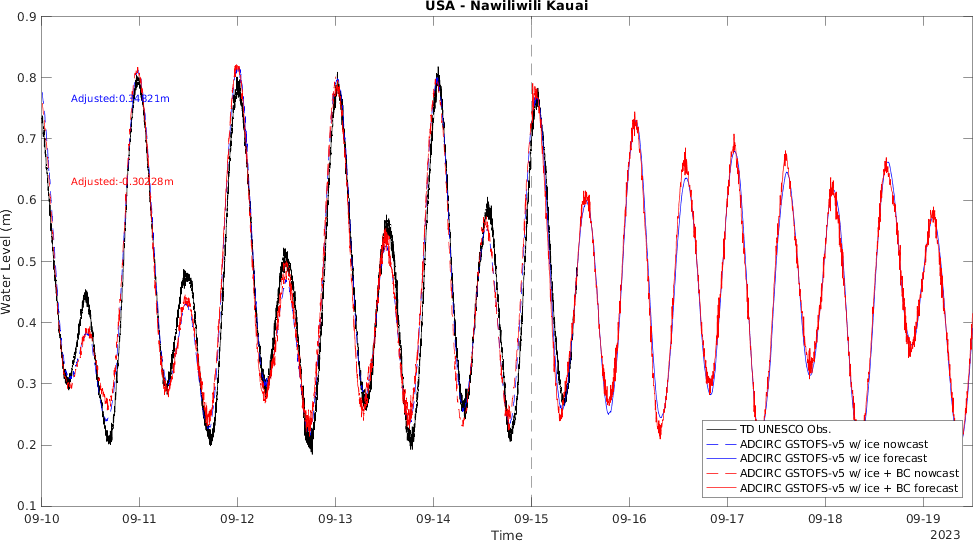 USA - Nawiliwili Kauai
0.9
0.8
Adjusted:0.34821m
0.7
Adjusted:-0.30228m
0.6
0.5
0.4
0.3
0.2
0.1
Water Level (m)
TD UNESCO Obs.
ADCIRC GSTOFS-v5 w/ ice nowcast
ADCIRC GSTOFS-v5 w/ ice forecast
ADCIRC GSTOFS-v5 w/ ice + BC nowcast
ADCIRC GSTOFS-v5 w/ ice + BC forecast
09-10 09-11 09-12 09-13 09-14 09-15 09-16 09-17 09-18 09-19
Time
2023